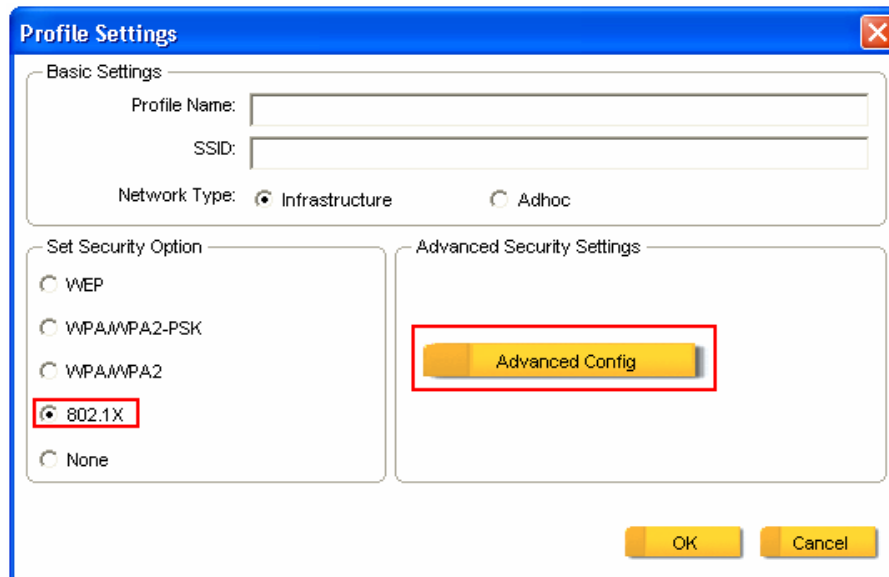 Profile Settings
Basic Settings
Profile Name:
SSID:
Network Type: Infrastructure Adhoc
Set Security Option
WEP
WPA/WPA2-PSK
WPA/WPA2
802.1X
None
Advanced Security Settings
Advanced Config
OK Cancel